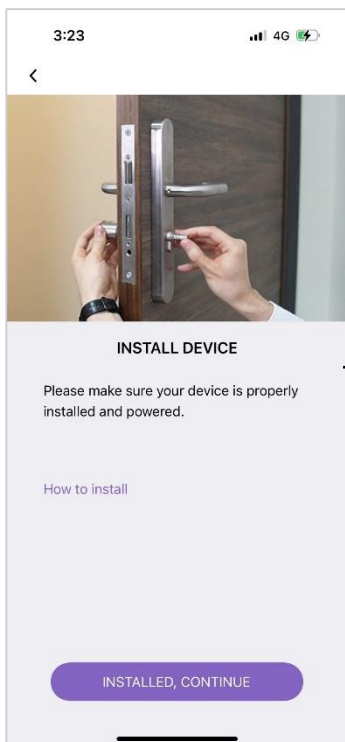 3:23 4G
INSTALL DEVICE
Please make sure your device is properly
installed and powered.
How to install
INSTALLED, CONTINUE